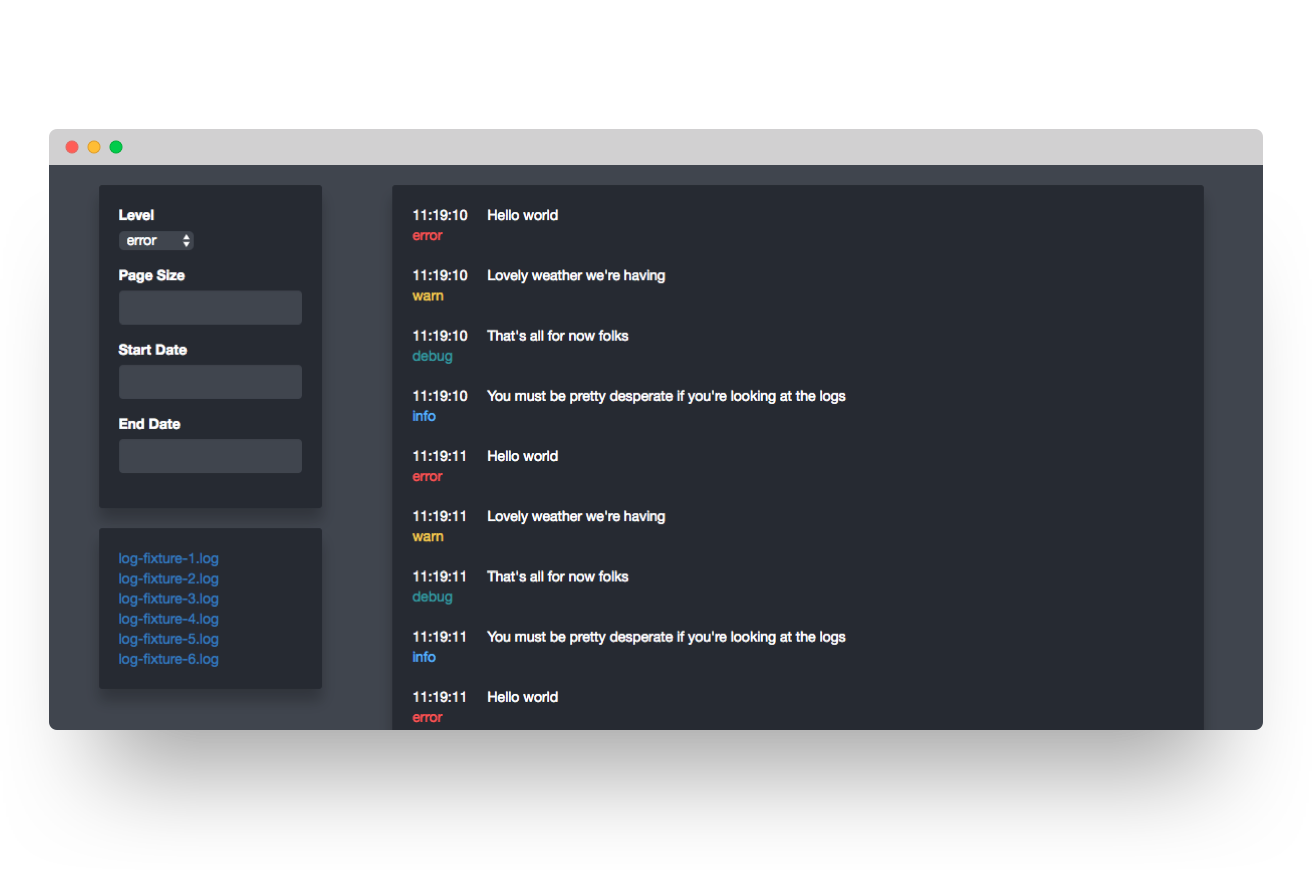 Level
error
Page Size
Start Date
End Date
log-fixture-1.log
log-fixture-2.log
log-fixture-3.log
log-fixture-4.log
log-fixture-5.log
log-fixture-6.log
11:19:10 Hello world
error
11:19:10 Lovely weather we're having
warn
11:19:10 That's all for now folks
debug
11:19:10 You must be pretty desperate if you're looking at the logs
info
11:19:11 Hello world
error
11:19:11 Lovely weather we're having
warn
11:19:11 That's all for now folks
debug
11:19:11 You must be pretty desperate if you're looking at the logs
info
11:19:11 Hello world
error